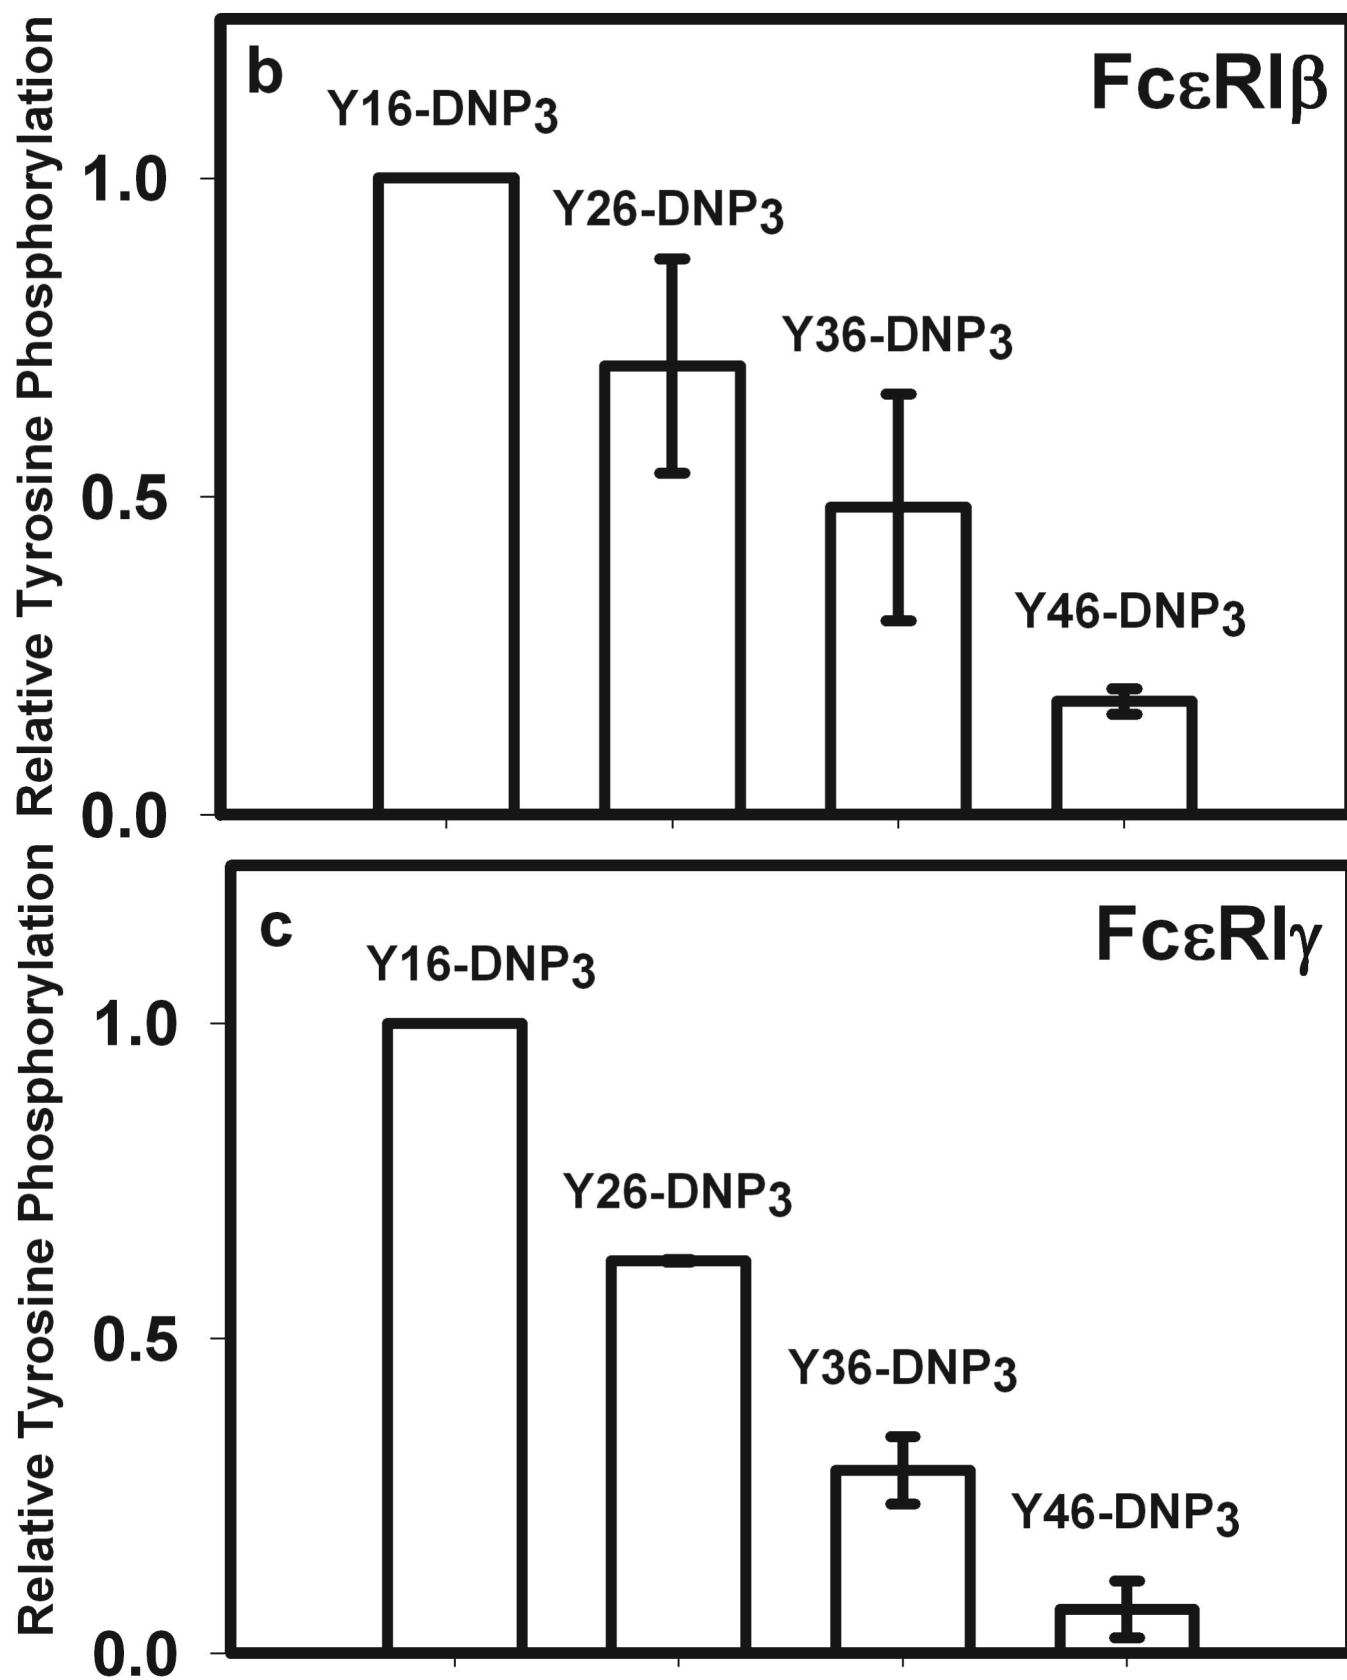 b
FcεRIβ
Relative Tyrosine Phosphorylation
Y16-DNP3
1.0
Y26-DNP3
Y36-DNP3
0.5
Y46-DNP3
0.0
c
FcεRIγ
Relative Tyrosine Phosphorylation
Y16-DNP3
1.0
Y26-DNP3
0.5
Y36-DNP3
Y46-DNP3
0.0